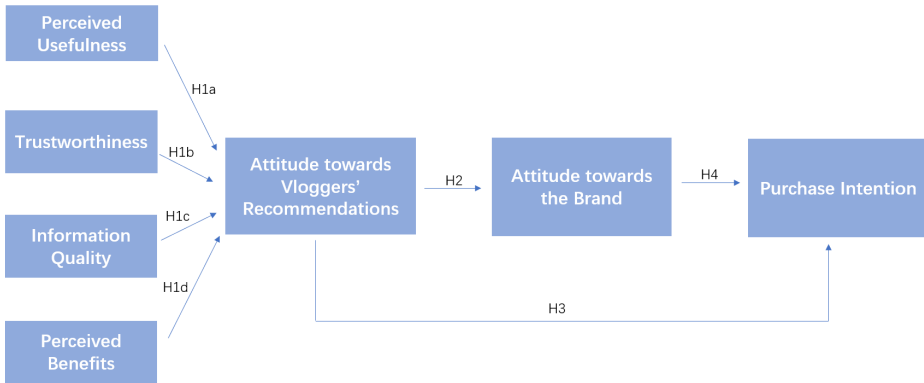 Perceived
Usefulness
H1a
Trustworthiness
H1b
Attitude towards
Vloggers'
Recommendations
H2
Attitude towards
the Brand
H4
Purchase Intention
Information
Quality
H1c
H1d
H3
Perceived
Benefits